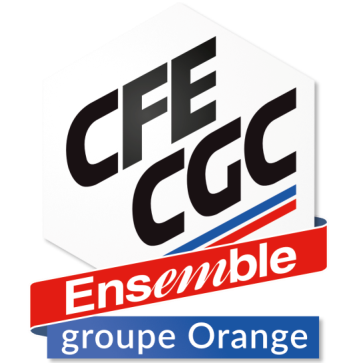 CFE
CGC
Ensemble
groupe Orange